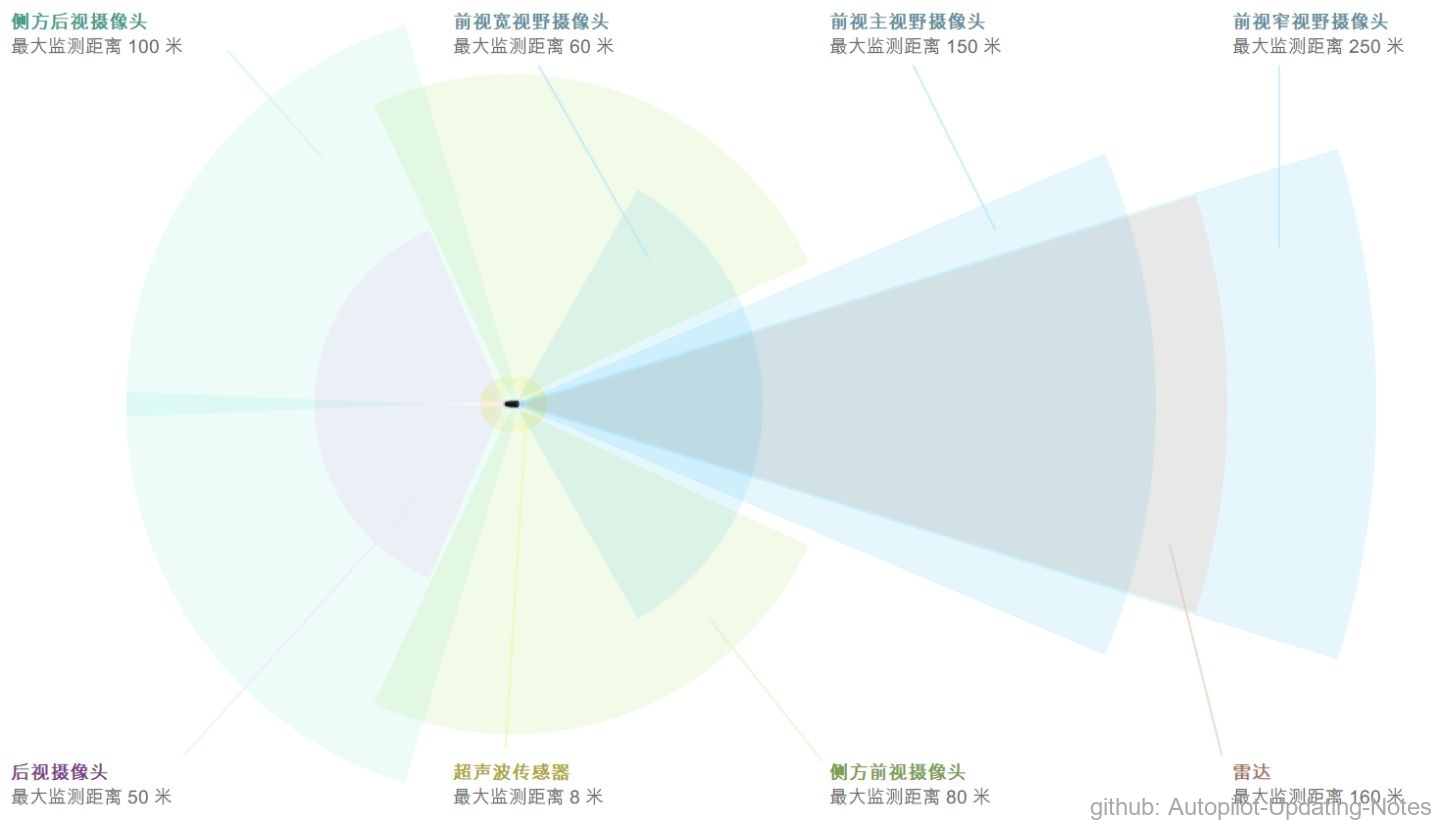 侧方后视摄像头
最大监测距离 100 米
前视宽视野摄像头
最大监测距离 60 米
前视主视野摄像头
最大监测距离 150 米
前视窄视野摄像头
最大监测距离 250 米
后视摄像头
最大监测距离 50 米
超声波传感器
最大监测距离 8 米
侧方前视摄像头
最大监测距离 80 米
雷达
最大监测距离 160 米
github: Autopilot-Updating-Notes